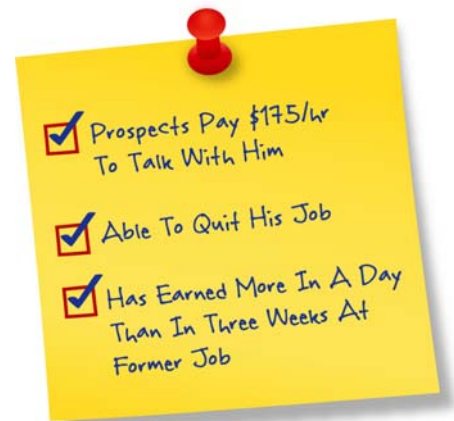 Prospects Pay $175/hr
To Talk With Him
Able To Quit His Job
Has Earned More In A Day
Than In Three Weeks At
Former Job